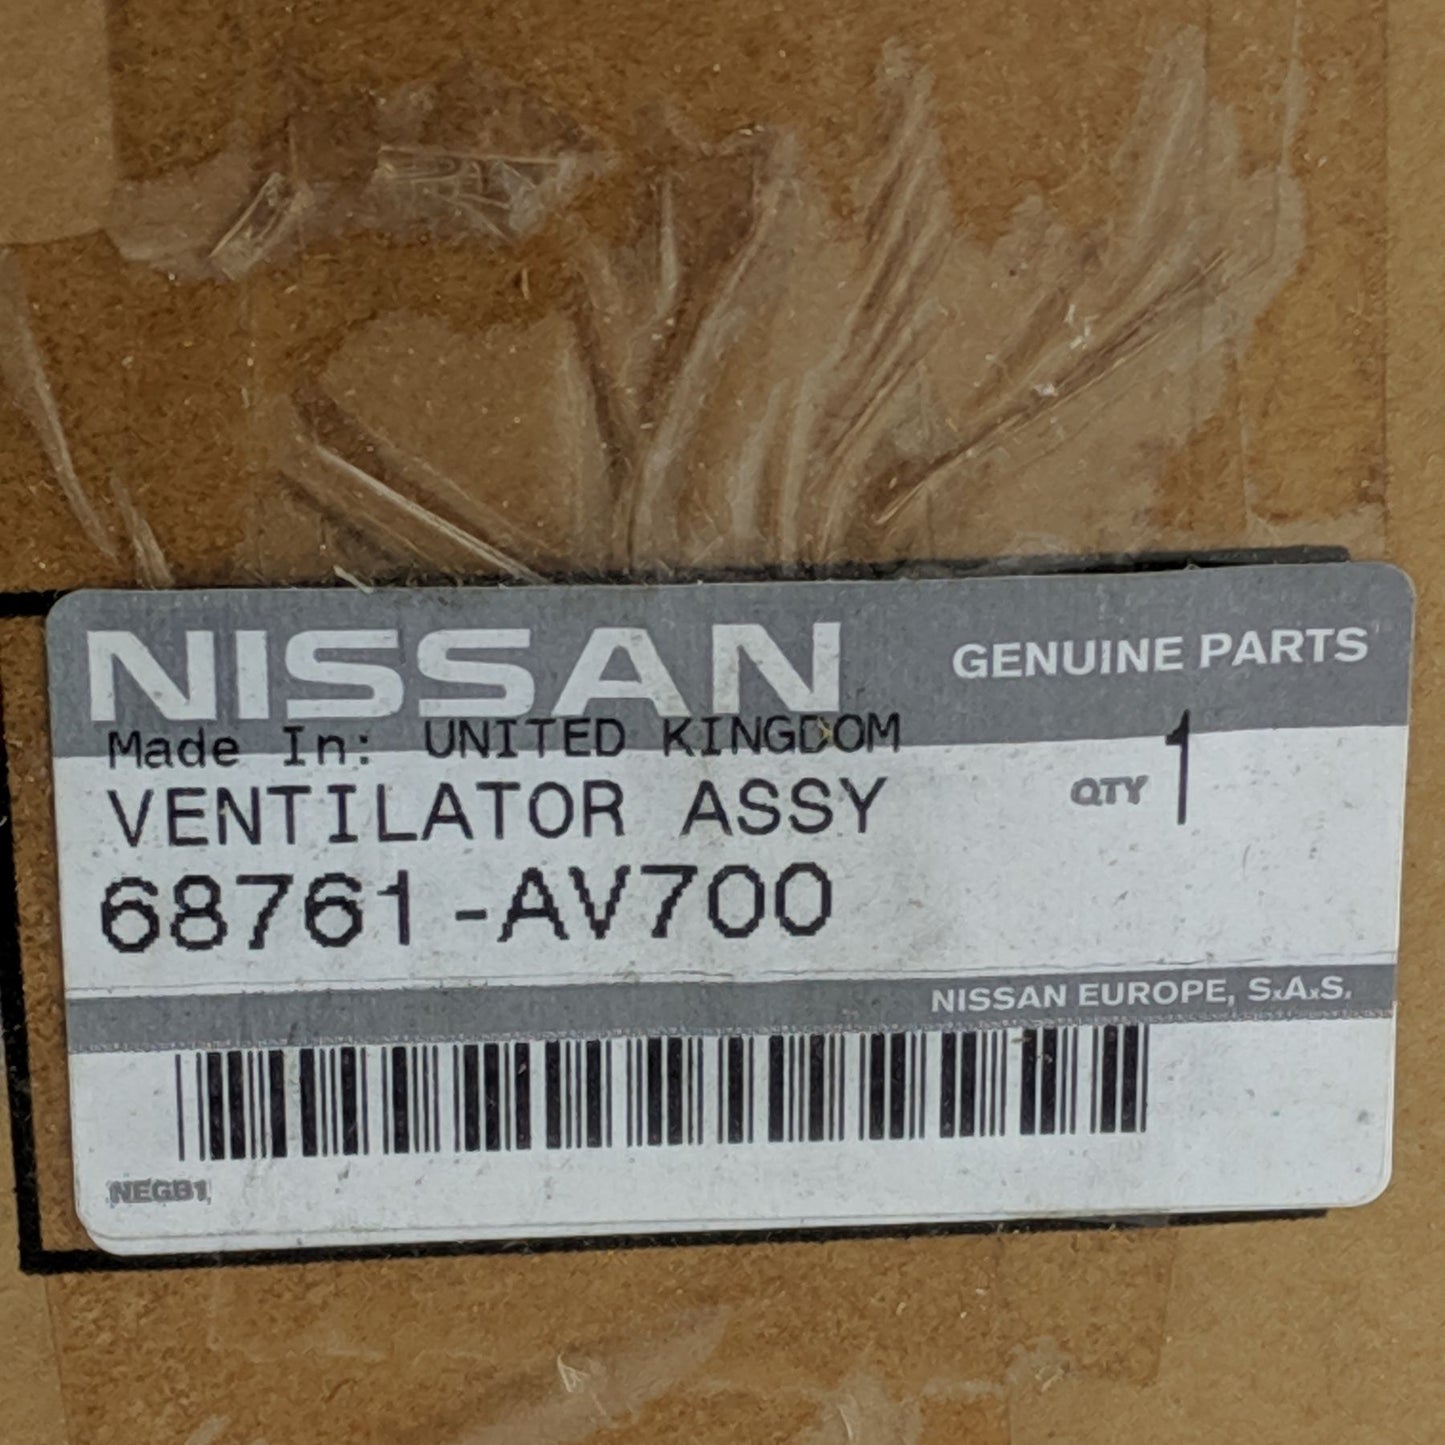 NISSAN
GENUINE PARTS
Made In: UNITED KINGDOM
VENTILATOR ASSY
QTY 1
68761-AV700
NISSAN EUROPE, S.A.S.
NEGB1